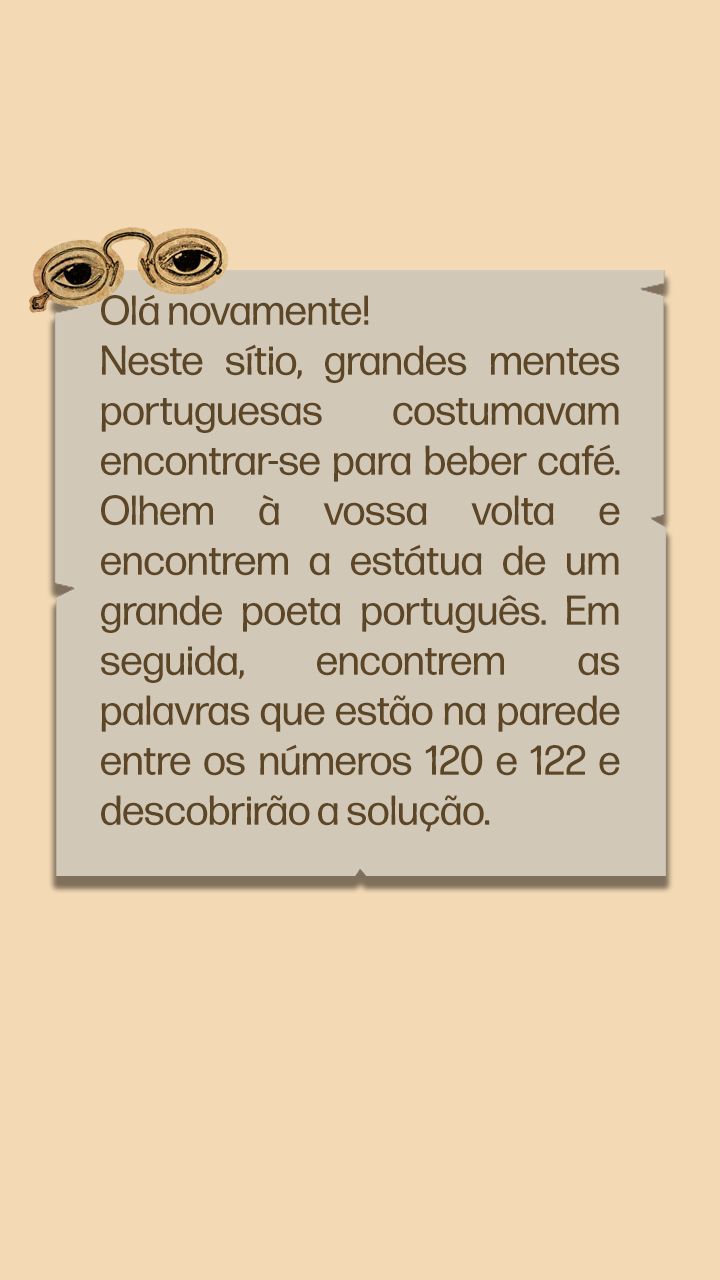 Olá novamente!
Neste sítio, grandes mentes
portuguesas costumavam
encontrar-se para beber café.
Olhem à vossa volta e
encontrem a estátua de um
grande poeta português. Em
seguida, encontrem as
palavras que estão na parede
entre os números 120 e 122 e
descobrirão a solução.